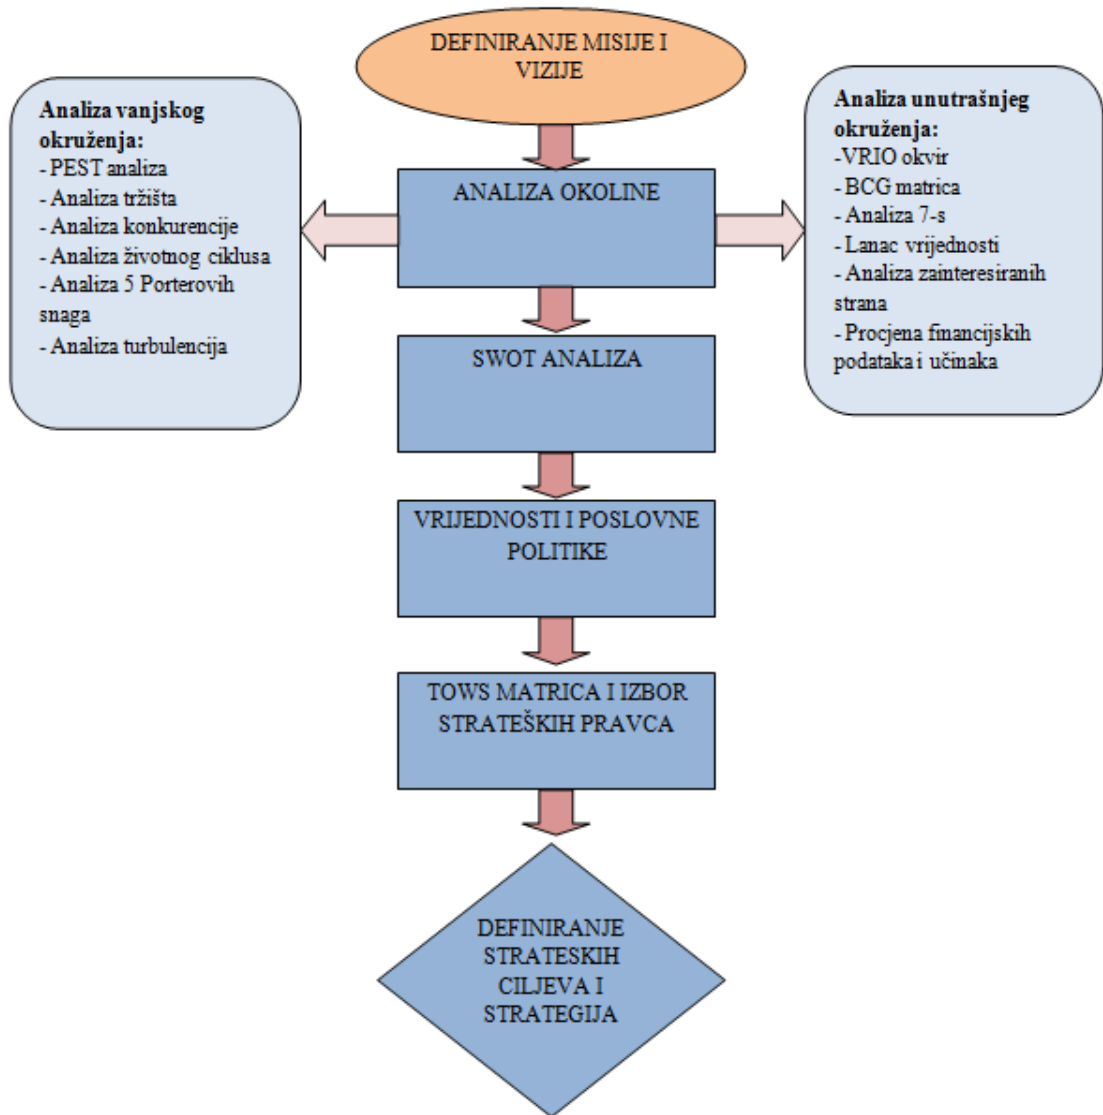 DEFINIRANJE MISIJE I
VIZIJE
Analiza vanjskog
okruženja:
- PEST analiza
- Analiza tržišta
- Analiza konkurencije
- Analiza životnog ciklusa
- Analiza 5 Porterovih
snaga
- Analiza turbulencija
ANALIZA OKOLINE
Analiza unutrašnjeg
okruženja:
-VRIO okvir
- BCG matrica
- Analiza 7-s
- Lanac vrijednosti
- Analiza zainteresiranih
strana
- Procjena financijskih
podataka i učinaka
SWOT ANALIZA
VRIJEDNOSTI I POSLOVNE
POLITIKE
TOWS MATRICA I IZBOR
STRATEŠKIH PRAVCA
DEFINIRANJE
STRATESKIH
CILJEVA I
STRATEGIJA